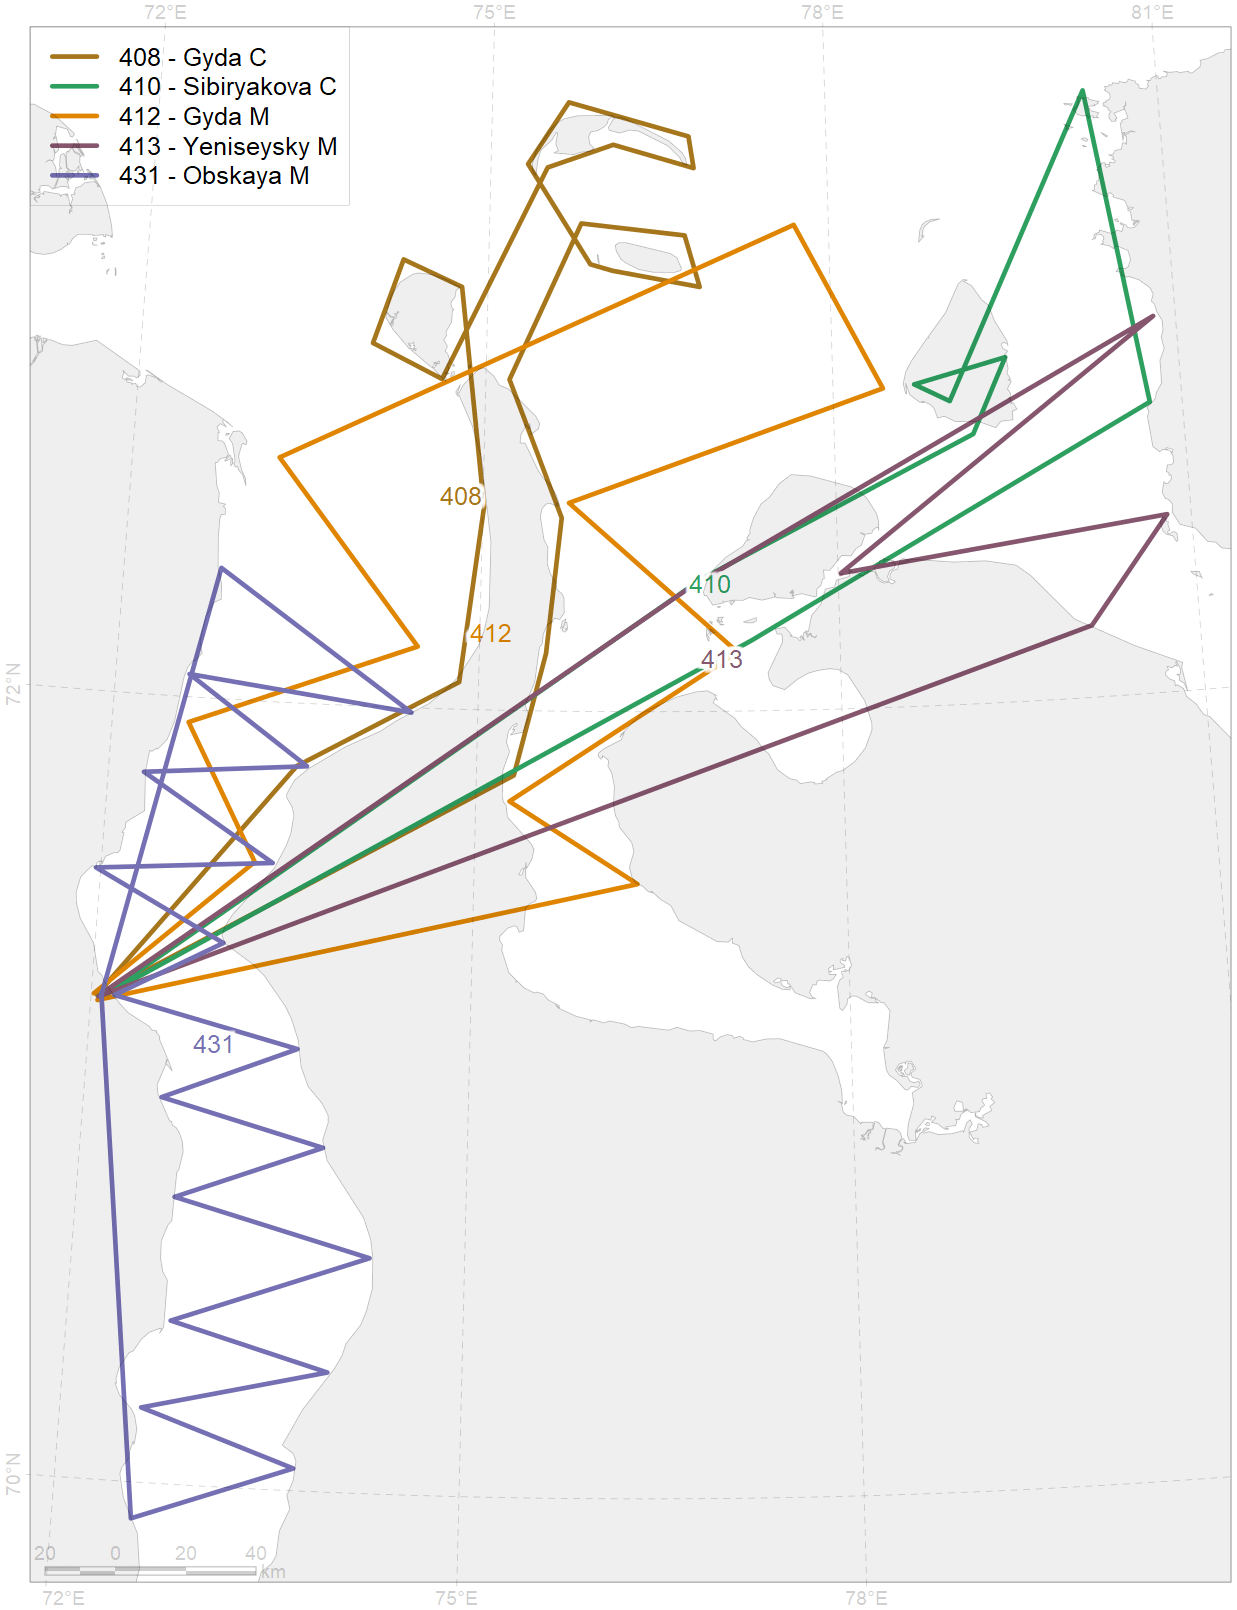 72°E 75°E 78°E 81°E
408 - Gyda C
410 - Sibiryakova C
412 - Gyda M
413 - Yeniseysky M
431 - Obskaya M
408
410
412
413
72°N
431
70°N
20 0 20 40
km
72°E 75°E 78°E